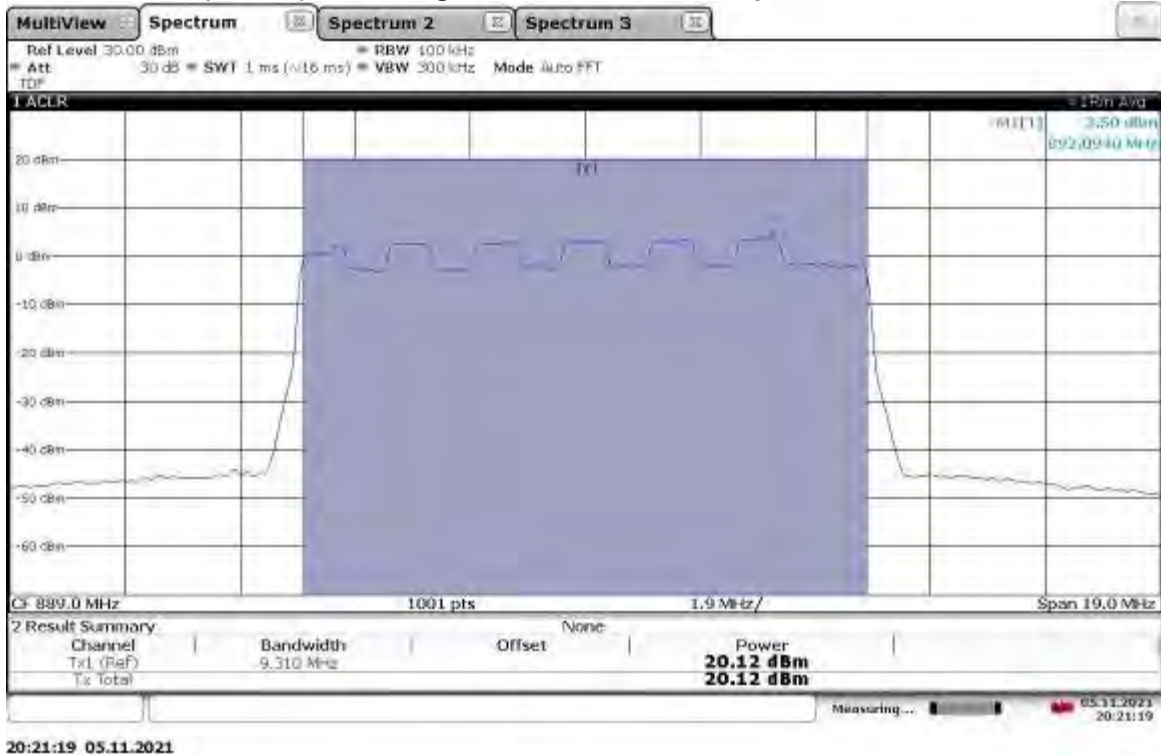 MultiView Spectrum Spectrum 2 Spectrum 3
Ref Level 30.00 dBm RBW 100 kHz
Att 30 dB SWT 1 ms (~16 ms) VBW 300 kHz Mode Auto FFT
TDF
1 ACLR 1Rm Avg
M1[1] 3.50 dBm
892.0940 MHz
20 dBm
Tx1
10 dBm
0 dBm
-10 dBm
-20 dBm
-30 dBm
-40 dBm
-50 dBm
-60 dBm
CF 889.0 MHz 1001 pts 1.9 MHz/ Span 19.0 MHz
2 Result Summary None
Channel Bandwidth Offset Power
Tx1 (Ref) 9.310 MHz 20.12 dBm
Tx Total 20.12 dBm
Measuring... 05.11.2021
20:21:19
20:21:19 05.11.2021